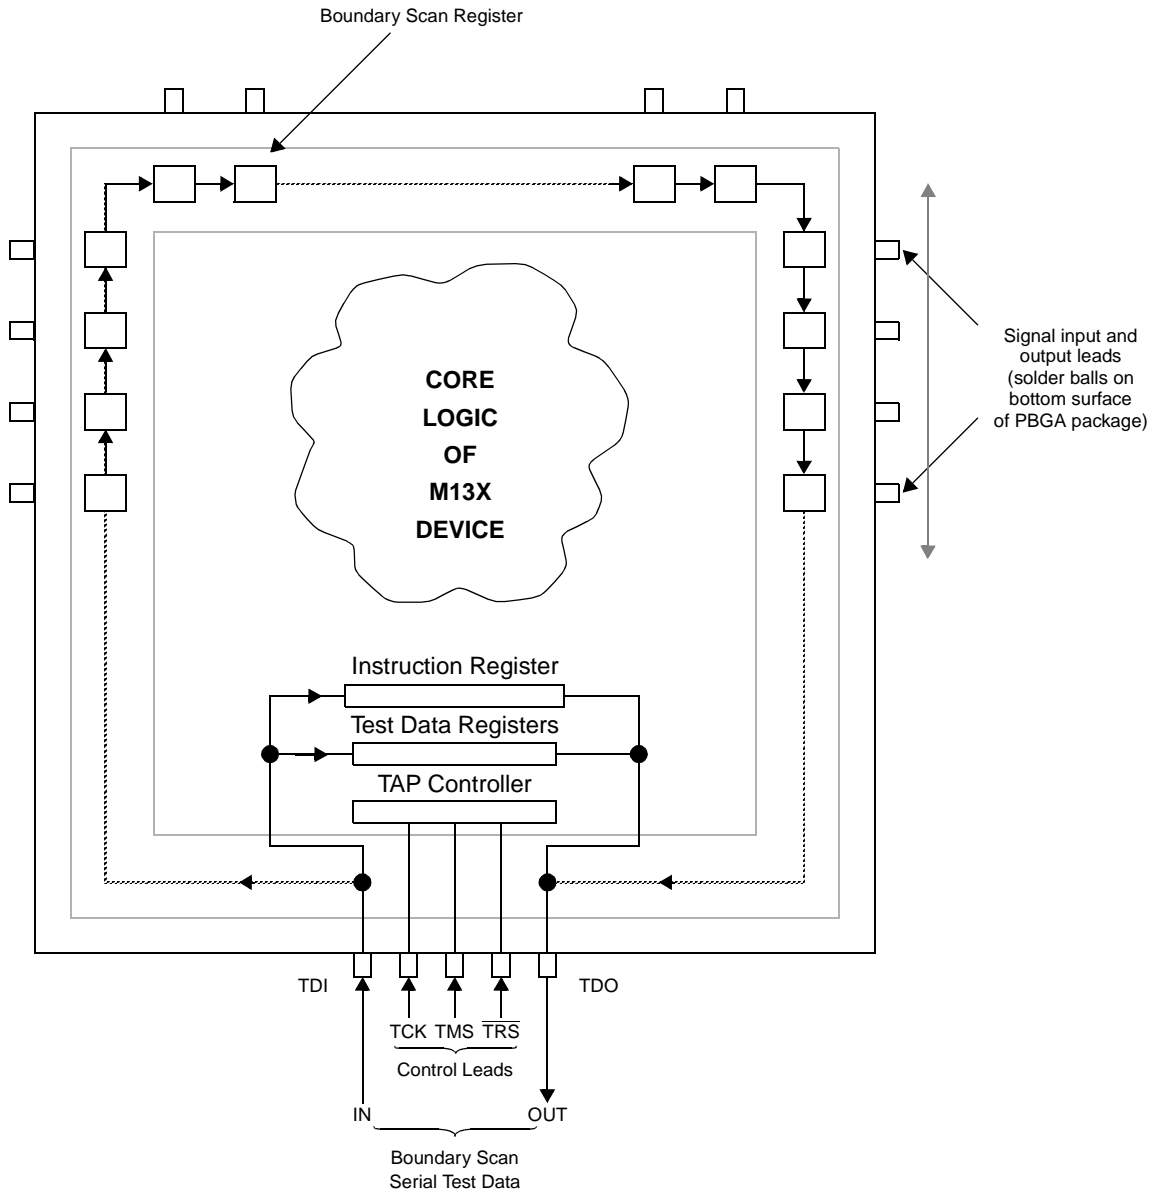 Boundary Scan Register
Signal input and
output leads
(solder balls on
bottom surface
of PBGA package)
CORE
LOGIC
OF
M13X
DEVICE
Instruction Register
Test Data Registers
TAP Controller
TDI
TDO
TCK TMS T̅R̅S̅
Control Leads
IN
OUT
Boundary Scan
Serial Test Data